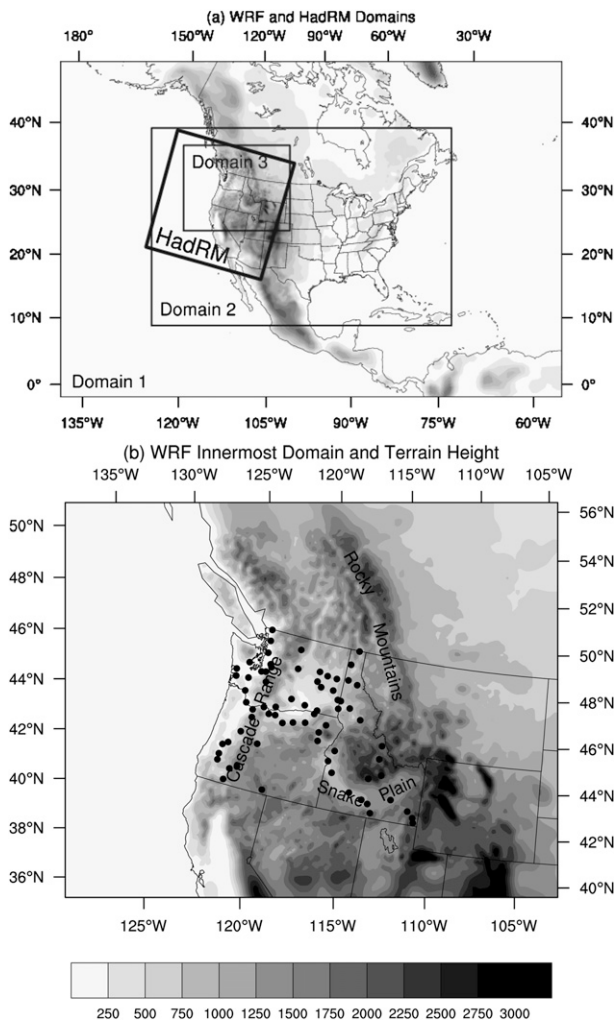 (a) WRF and HadRM Domains
180° 150°W 120°W 90°W 60°W 30°W
40°N 40°N
Domain 3
30°N 30°N
HadRM
20°N 20°N
Domain 2
10°N 10°N
0° Domain 1 0°
135°W 120°W 105°W 90°W 75°W 60°W
(b) WRF Innermost Domain and Terrain Height
135°W 130°W 125°W 120°W 115°W 110°W 105°W
50°N 56°N
Rocky
48°N 54°N
46°N 52°N
Mountains
44°N 50°N
Cascade Range
42°N 48°N
40°N 46°N
Snake Plain
38°N 44°N
36°N 42°N
40°N
125°W 120°W 115°W 110°W 105°W
250 500 750 1000 1250 1500 1750 2000 2250 2500 2750 3000